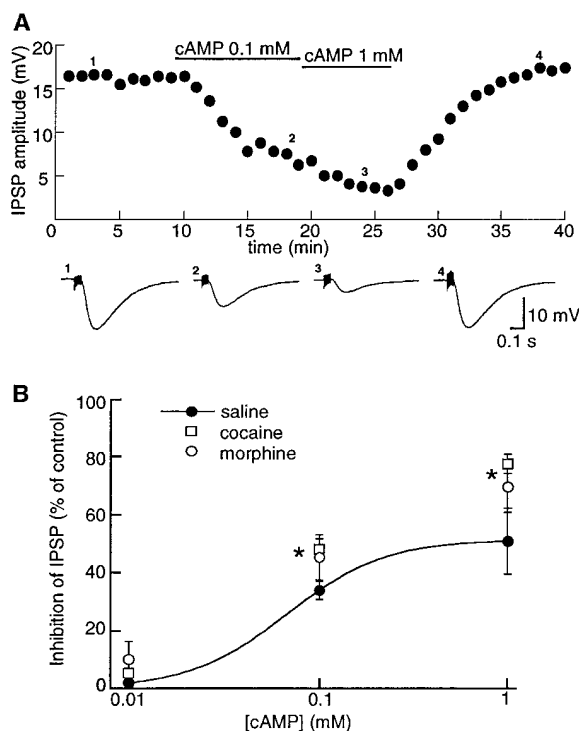 A
cAMP 0.1 mM
cAMP 1 mM
IPSP amplitude (mV)
20
15
10
5
1
2
3
4
0 5 10 15 20 25 30 35 40
time (min)
1
2
3
4
10 mV
0.1 s
B
saline
cocaine
morphine
Inhibition of IPSP (% of control)
100
80
60
40
20
0
*
*
0.01 0.1 1
[cAMP] (mM)